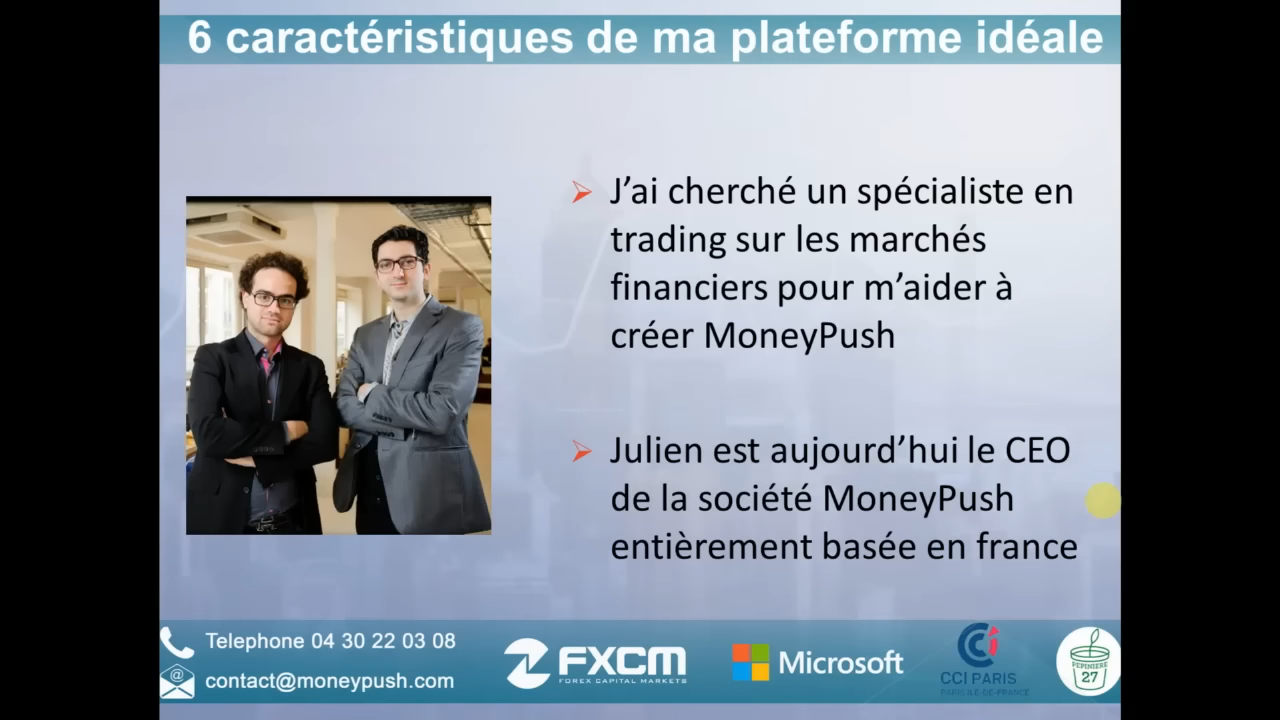 6 caractéristiques de ma plateforme idéale
J’ai cherché un spécialiste en
trading sur les marchés
financiers pour m’aider à
créer MoneyPush
Julien est aujourd’hui le CEO
de la société MoneyPush
entièrement basée en france
Telephone 04 30 22 03 08
contact@moneypush.com
FXCM
FOREX CAPITAL MARKETS
Microsoft
CCI PARIS
PARIS ILE-DE-FRANCE
PEPINIERE
27